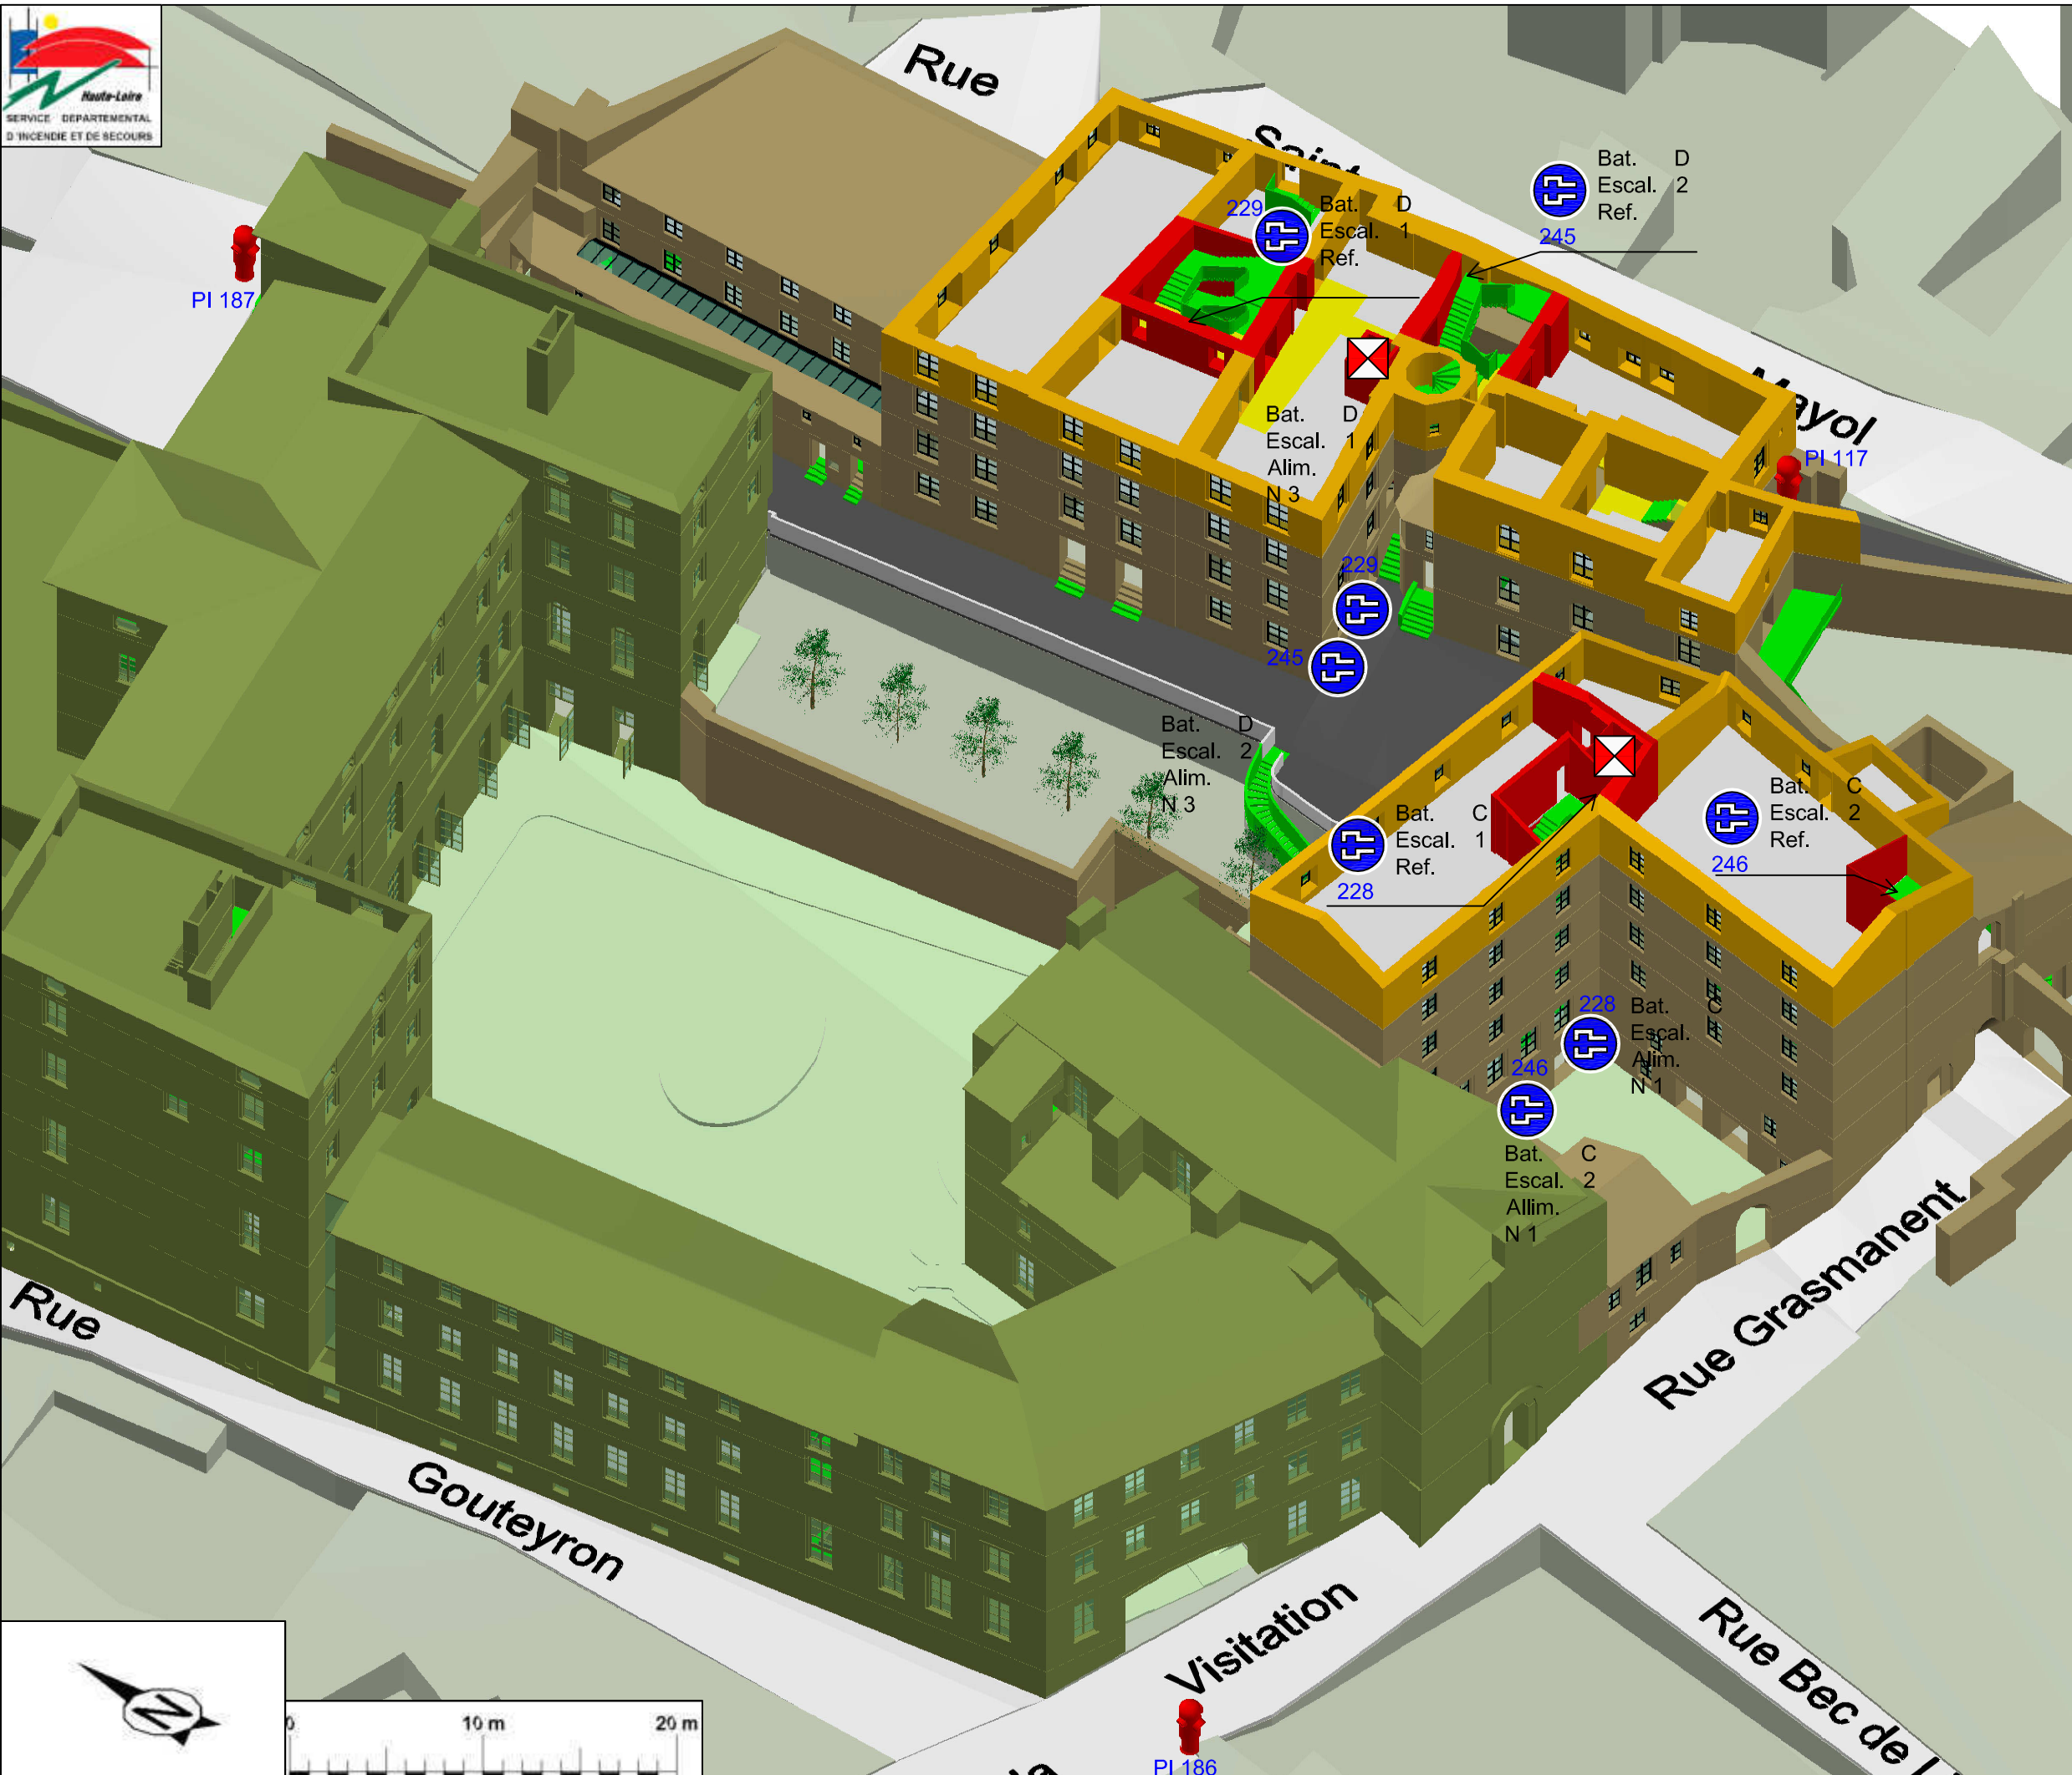 Haute-Loire
SERVICE DEPARTEMENTAL
D'INCENDIE ET DE SECOURS
Rue
Saint
Mayol
Bat. D
Escal. 2
Ref.
245
229
Bat. D
Escal. 1
Ref.
PI 187
Bat. D
Escal. 1
Alim.
N 3
PI 117
229
245
Bat. D
Escal. 2
Alim.
N 3
Bat. C
Escal. 1
Ref.
228
Bat. C
Escal. 2
Ref.
246
228
Bat. C
Escal.
Alim.
N 1
246
Bat. C
Escal. 2
Allim.
N 1
Rue Grasmanent
Rue
Gouteyron
Visitation
Rue Bec de
PI 186
N
0 10 m 20 m